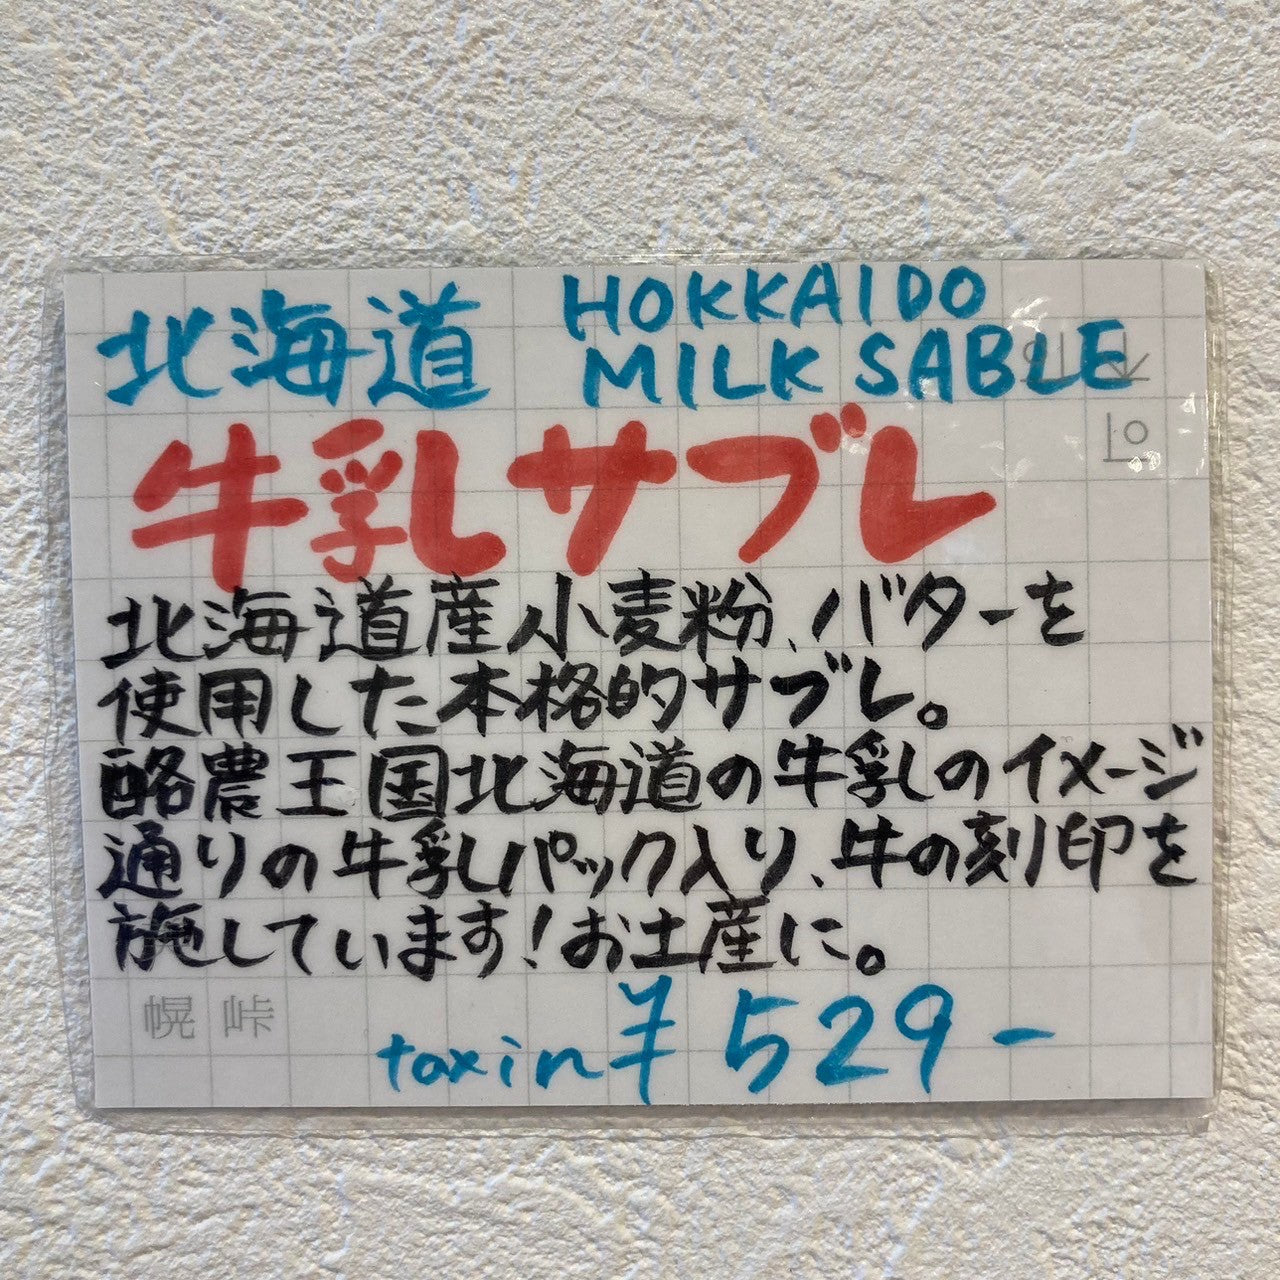 北海道
HOKKAIDO
MILK SABLE
牛乳サブレ
北海道産小麦粉、バターを
使用した本格的サブレ。
酪農王国北海道の牛乳のイメージ
通りの牛乳パック入り、牛の刻印を
施しています!お土産に。
幌峠
taxin¥529-